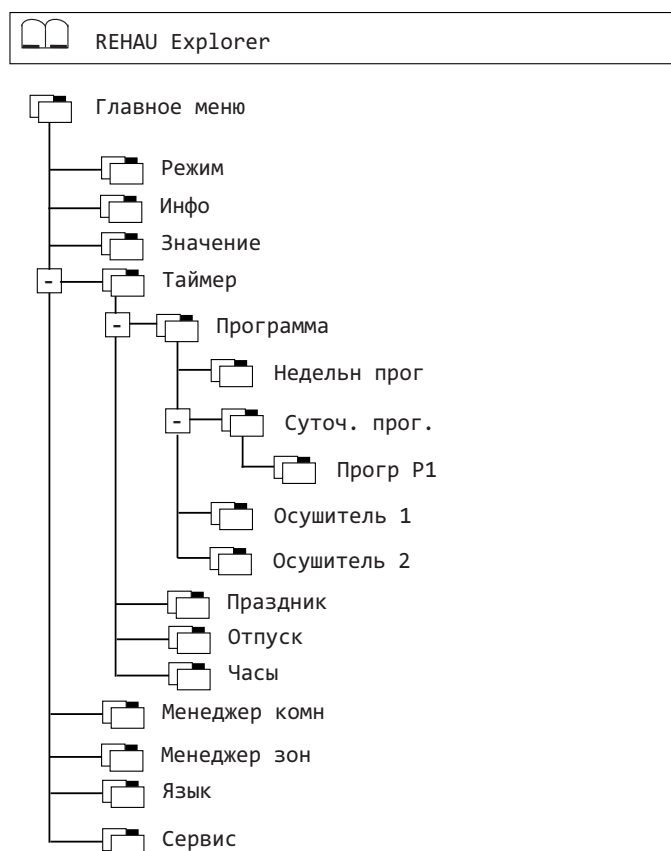 REHAU Explorer
Главное меню
Режим
Инфо
Значение
Таймер
Программа
Недельн прог
Суточ. прог.
Прогр P1
Осушитель 1
Осушитель 2
Праздник
Отпуск
Часы
Менеджер комн
Менеджер зон
Язык
Сервис